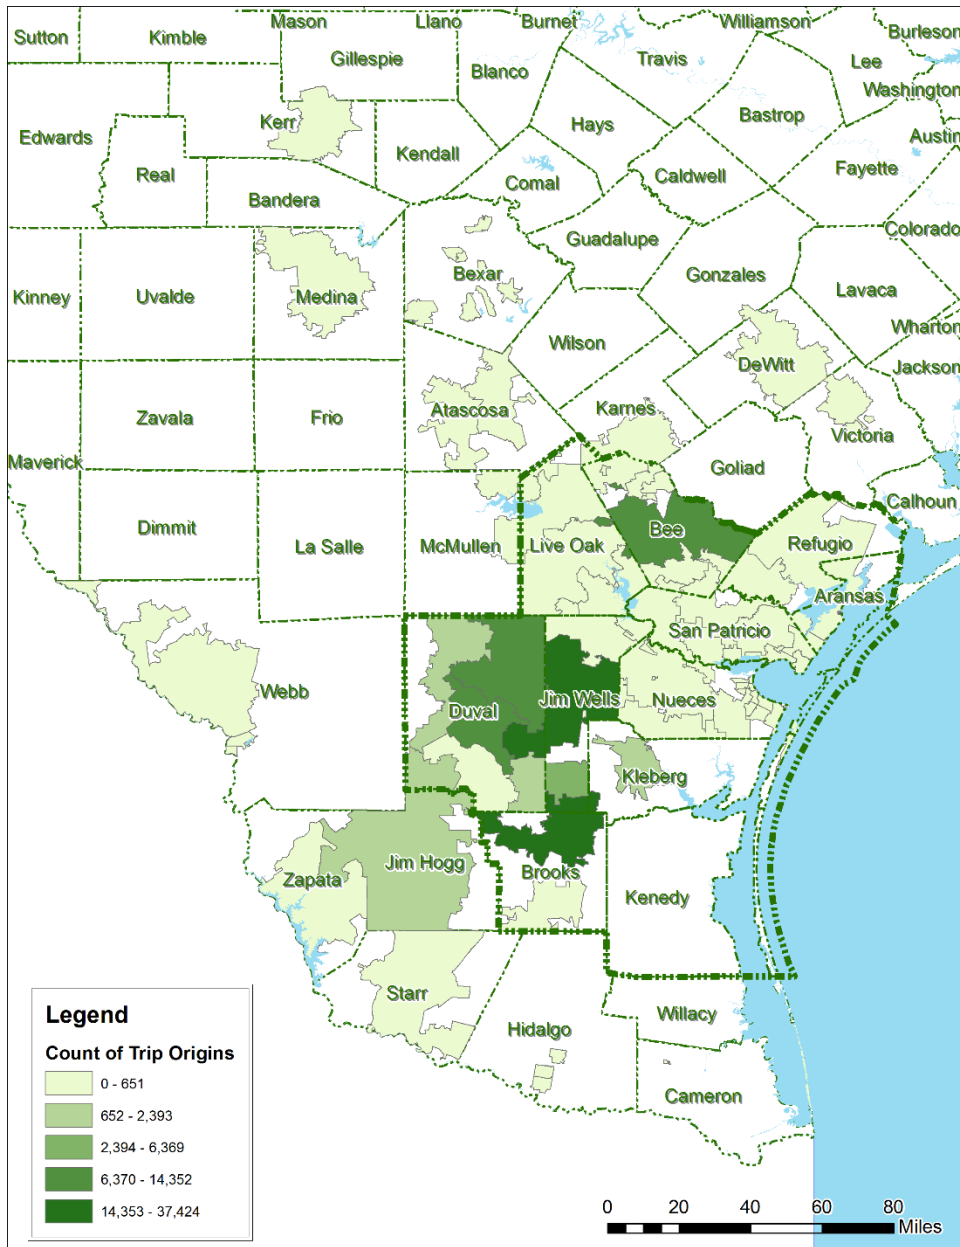 Mason Llano Burnet Williamson
Sutton Kimble Burleson
Gillespie Travis Lee
Blanco
Washington
Kerr Hays Bastrop
Edwards Austin
Kendall
Real Comal Caldwell Fayette
Bandera
Guadalupe Colorado
Bexar Gonzales
Kinney Uvalde Medina Lavaca
Wharton
Wilson
DeWitt Jackson
Zavala Frio Atascosa Karnes
Maverick Victoria
Goliad
Calhoun
Dimmit Bee
La Salle McMullen Live Oak Refugio
Aransas
San Patricio
Webb Duval Jim Wells Nueces
Kleberg
Zapata Jim Hogg Brooks
Kenedy
Starr
Willacy
Hidalgo
Cameron
Legend
Count of Trip Origins
0 - 651
652 - 2,393
2,394 - 6,369
6,370 - 14,352
14,353 - 37,424
0 20 40 60 80
Miles